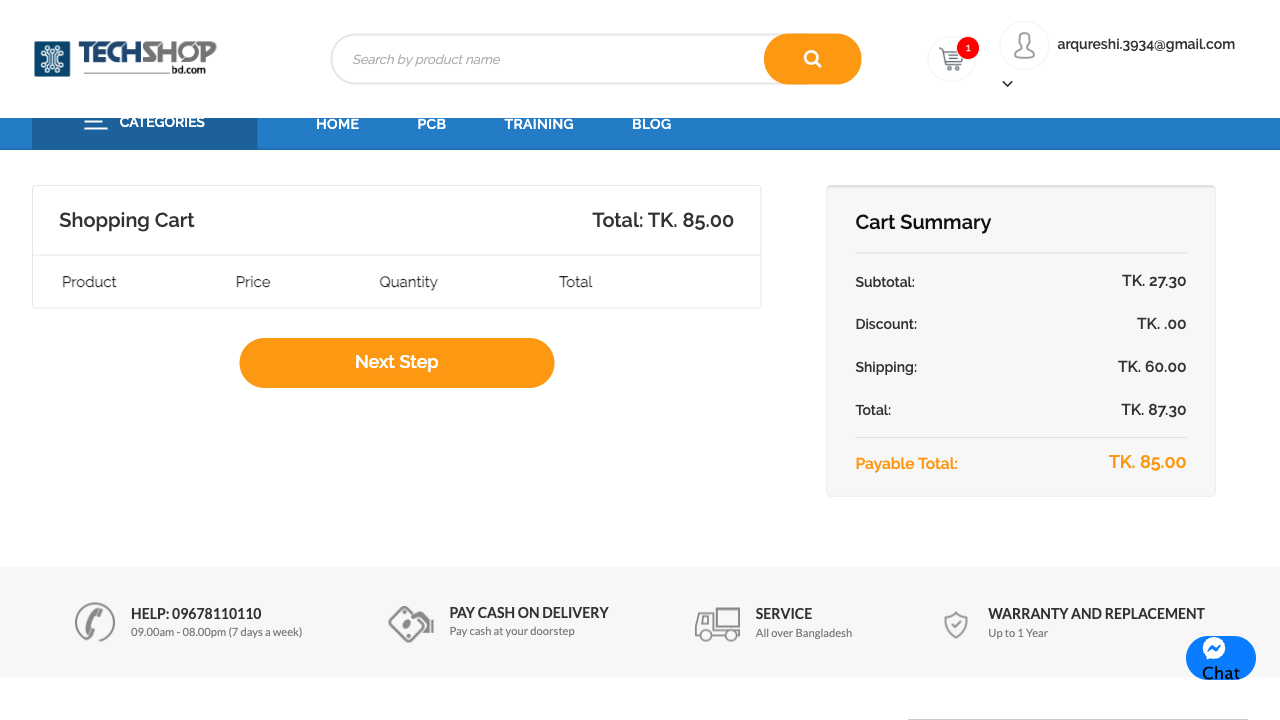 TECHSHOP
bd.com
Search by product name
1
arqureshi.3934@gmail.com
CATEGORIES
HOME
PCB
TRAINING
BLOG
Shopping Cart
Total: TK. 85.00
Product
Price
Quantity
Total
Next Step
Cart Summary
Subtotal:
TK. 27.30
Discount:
TK. .00
Shipping:
TK. 60.00
Total:
TK. 87.30
Payable Total:
TK. 85.00
HELP: 09678110110
09.00am - 08.00pm (7 days a week)
PAY CASH ON DELIVERY
Pay cash at your doorstep
SERVICE
All over Bangladesh
WARRANTY AND REPLACEMENT
Up to 1 Year
Chat